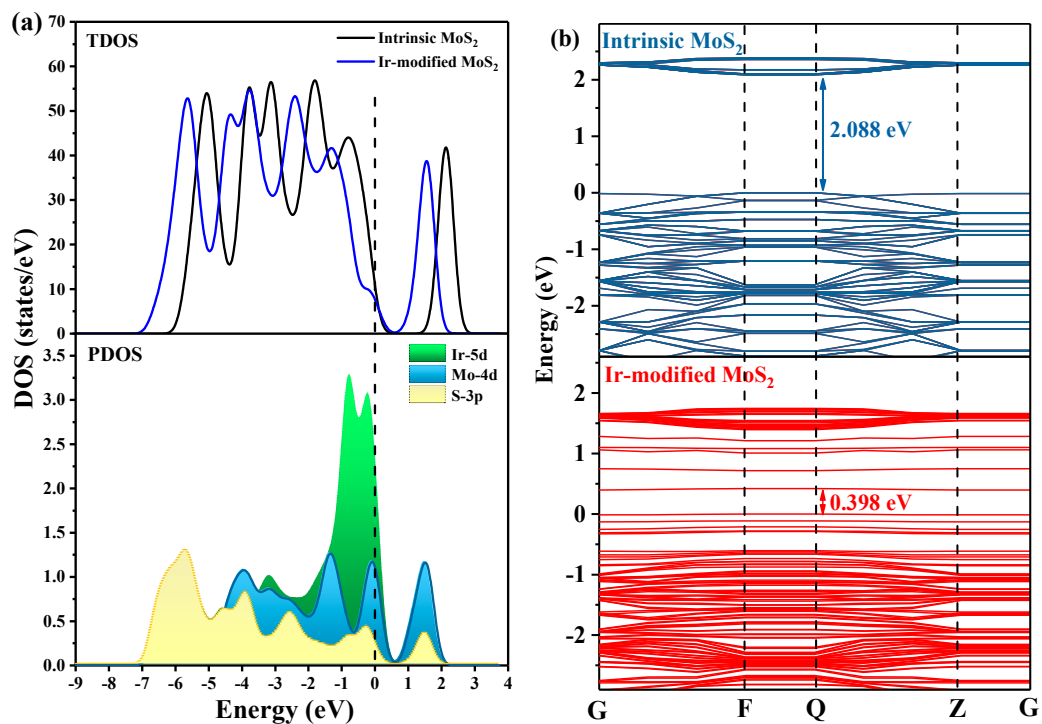 (a)
70
60
50
40
30
20
10
0
TDOS
Intrinsic MoS₂
Ir-modified MoS₂
3.5
3.0
2.5
2.0
1.5
1.0
0.5
0.0
PDOS
Ir-5d
Mo-4d
S-3p
DOS (states/eV)
-9 -8 -7 -6 -5 -4 -3 -2 -1 0 1 2 3 4
Energy (eV)
(b)
Intrinsic MoS₂
2
1
0
-1
-2
2.088 eV
Energy (eV)
Ir-modified MoS₂
2
1
0
-1
-2
0.398 eV
G F Q Z G